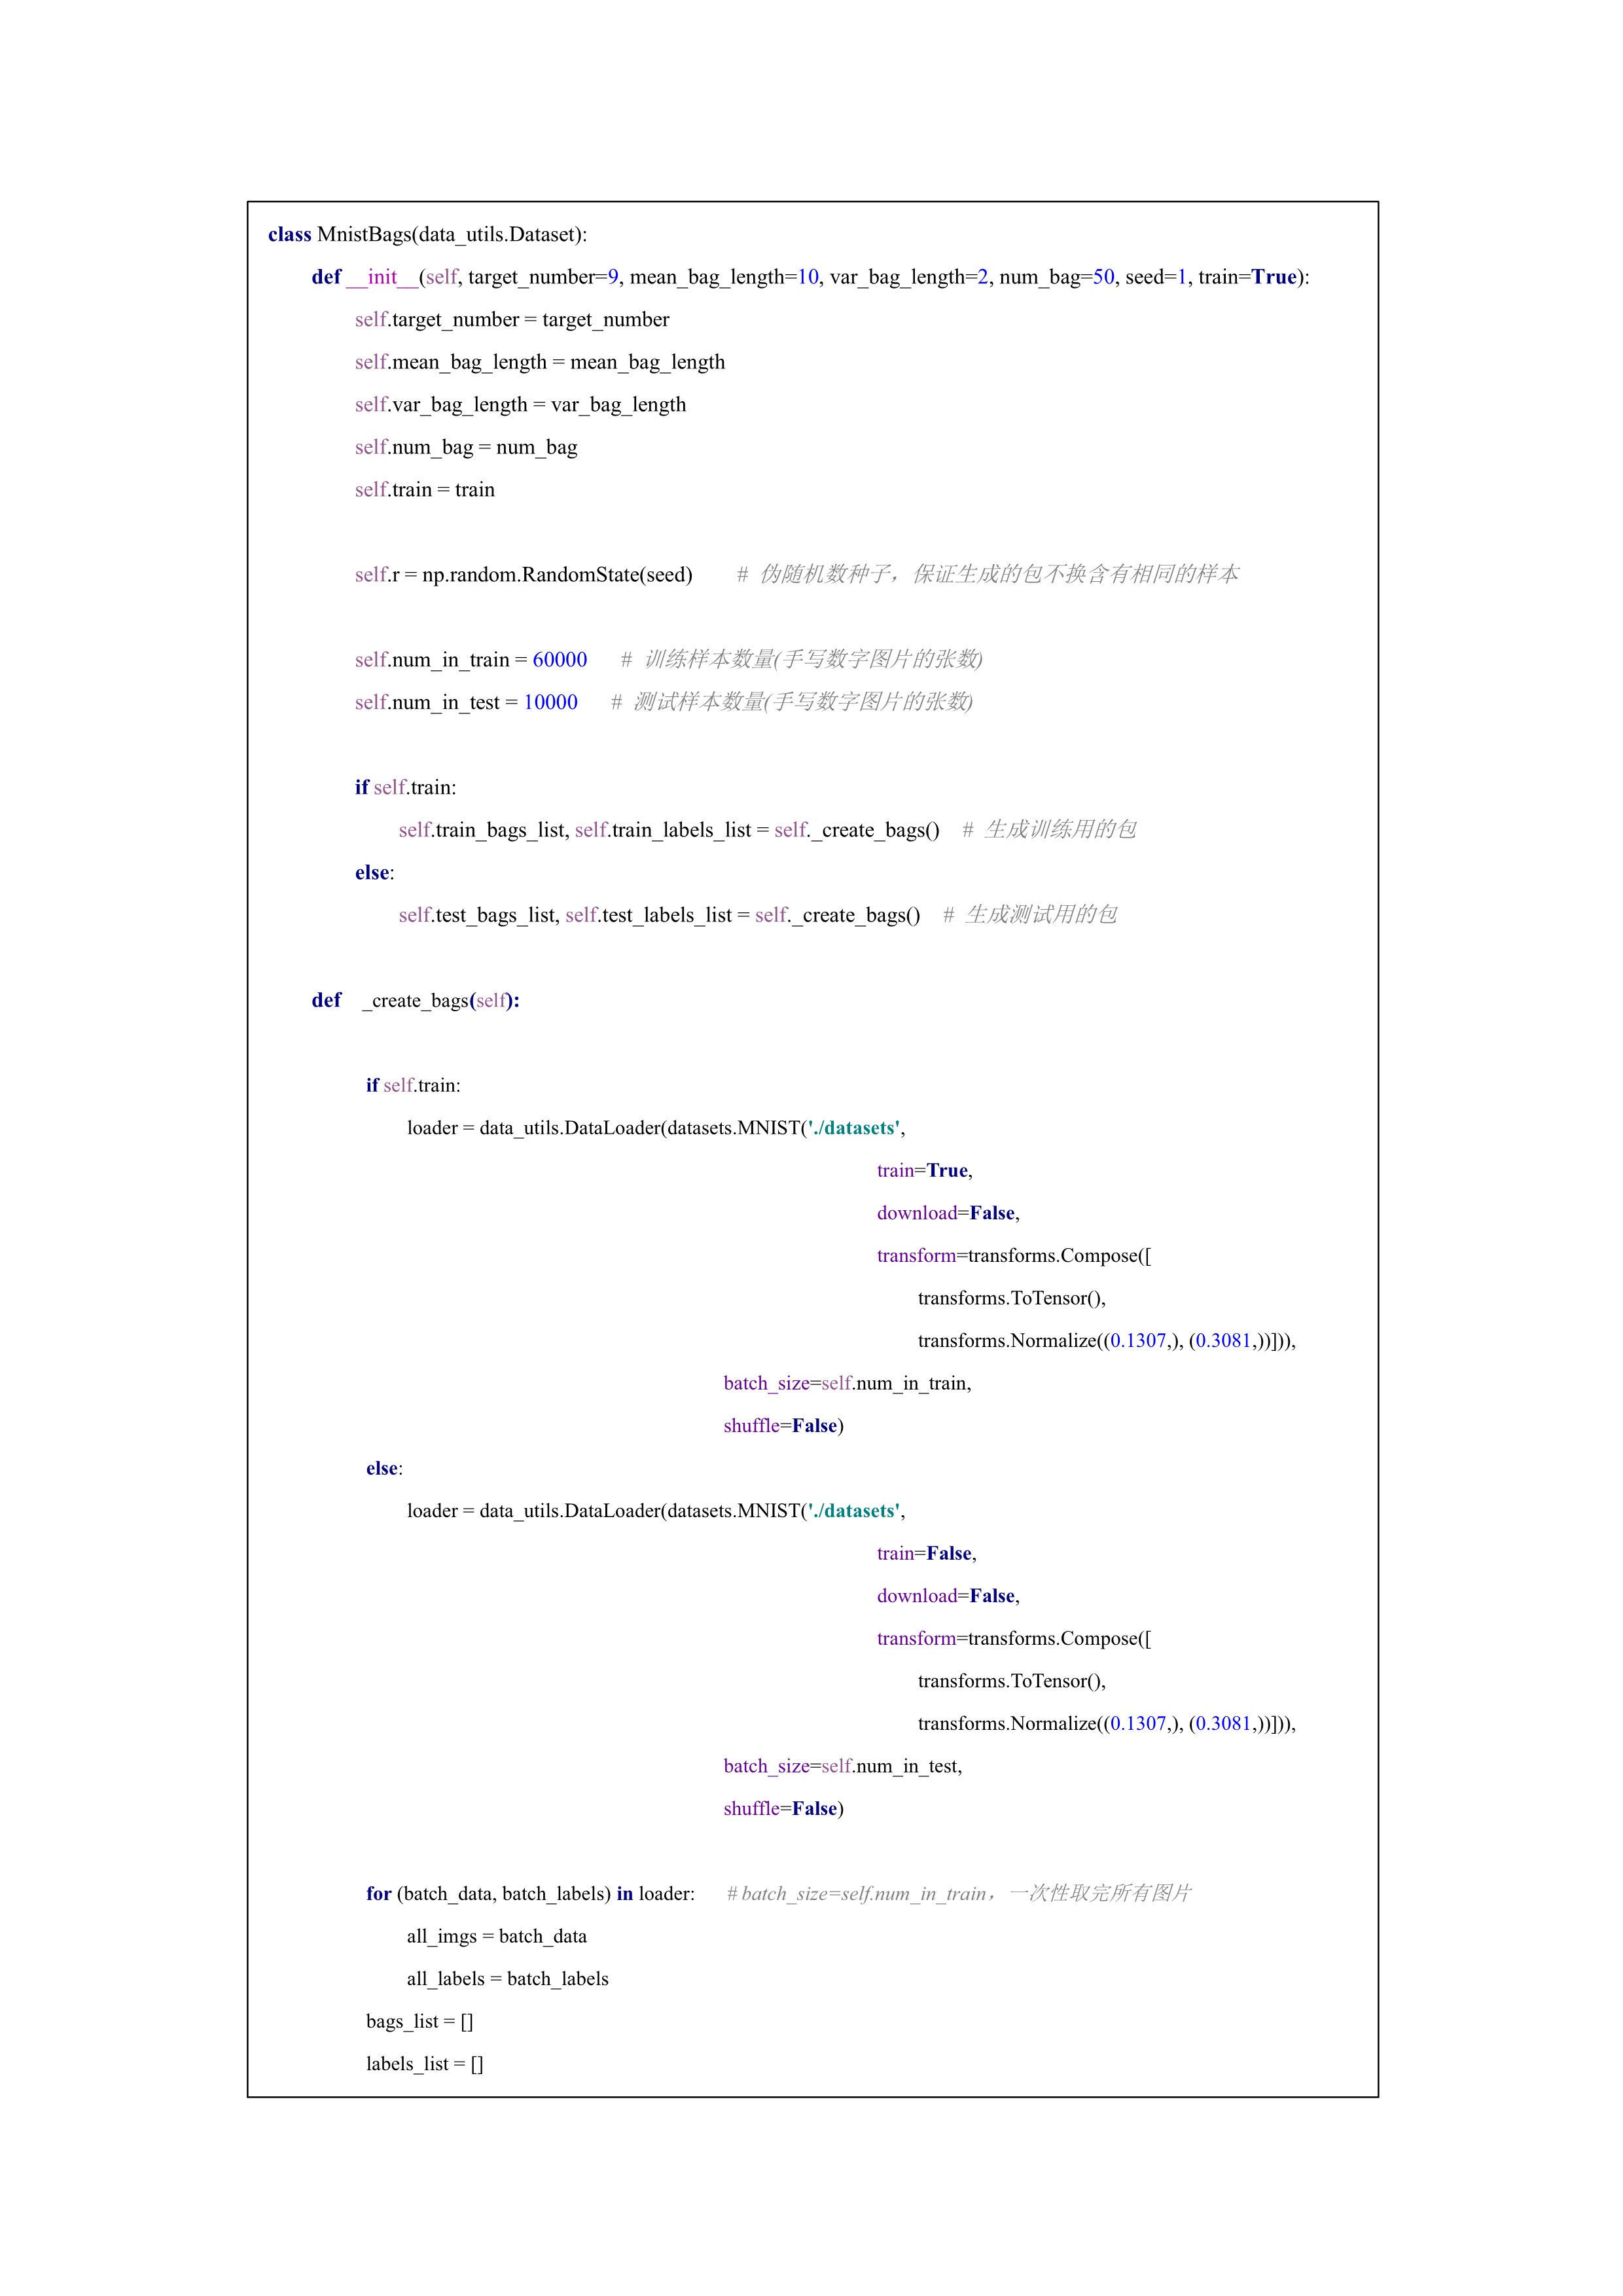 class MnistBags(data_utils.Dataset):
def __init__(self, target_number=9, mean_bag_length=10, var_bag_length=2, num_bag=50, seed=1, train=True):
self.target_number = target_number
self.mean_bag_length = mean_bag_length
self.var_bag_length = var_bag_length
self.num_bag = num_bag
self.train = train
self.r = np.random.RandomState(seed) # 伪随机数种子，保证生成的包不换含有相同的样本
self.num_in_train = 60000 # 训练样本数量(手写数字图片的张数)
self.num_in_test = 10000 # 测试样本数量(手写数字图片的张数)
if self.train:
self.train_bags_list, self.train_labels_list = self._create_bags() # 生成训练用的包
else:
self.test_bags_list, self.test_labels_list = self._create_bags() # 生成测试用的包
def _create_bags(self):
if self.train:
loader = data_utils.DataLoader(datasets.MNIST('./datasets',
train=True,
download=False,
transform=transforms.Compose([
transforms.ToTensor(),
transforms.Normalize((0.1307,), (0.3081,))])),
batch_size=self.num_in_train,
shuffle=False)
else:
loader = data_utils.DataLoader(datasets.MNIST('./datasets',
train=False,
download=False,
transform=transforms.Compose([
transforms.ToTensor(),
transforms.Normalize((0.1307,), (0.3081,))])),
batch_size=self.num_in_test,
shuffle=False)
for (batch_data, batch_labels) in loader: # batch_size=self.num_in_train，一次性取完所有图片
all_imgs = batch_data
all_labels = batch_labels
bags_list = []
labels_list = []